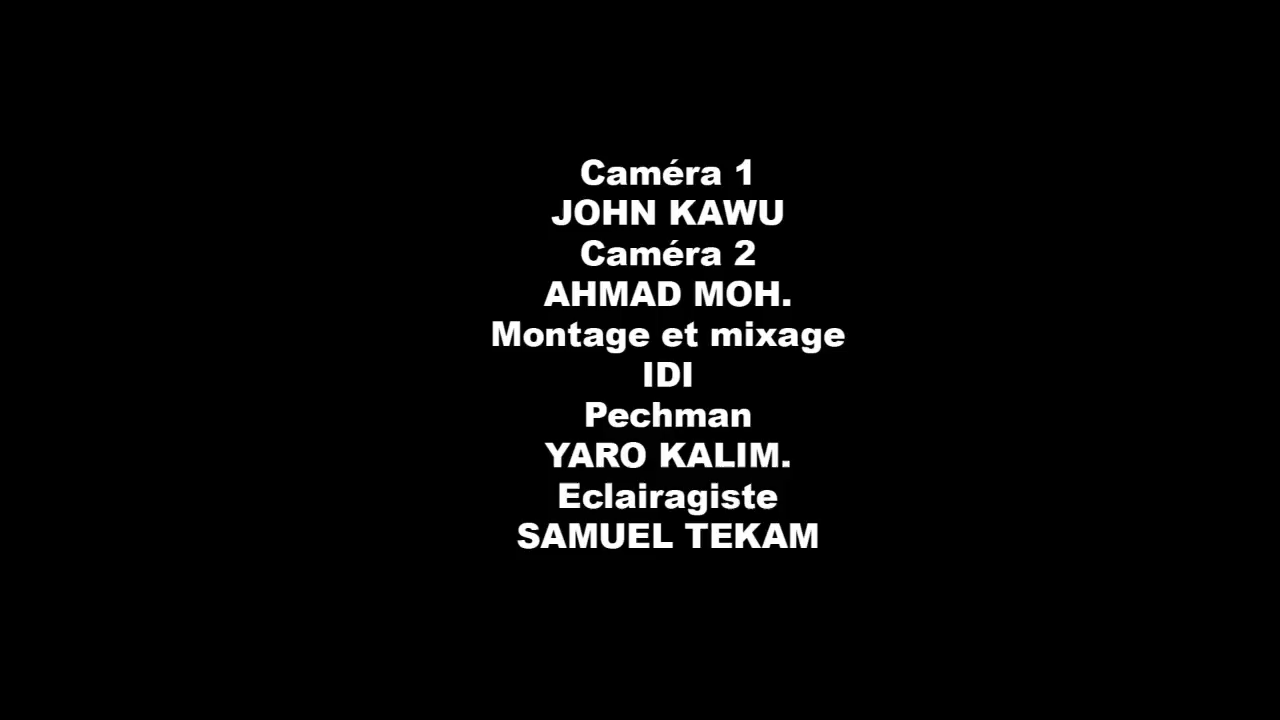 Caméra 1
JOHN KAWU
Caméra 2
AHMAD MOH.
Montage et mixage
IDI
Pechman
YARO KALIM.
Eclairagiste
SAMUEL TEKAM